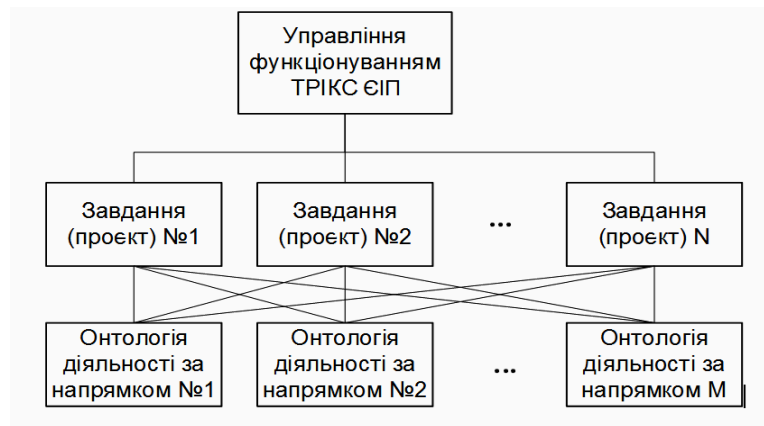 Управління
функціонуванням
ТРІКС ЄІП
Завдання
(проєкт) №1
Завдання
(проєкт) №2
...
Завдання
(проєкт) N
Онтологія
діяльності за
напрямком №1
Онтологія
діяльності за
напрямком №2
...
Онтологія
діяльності за
напрямком М